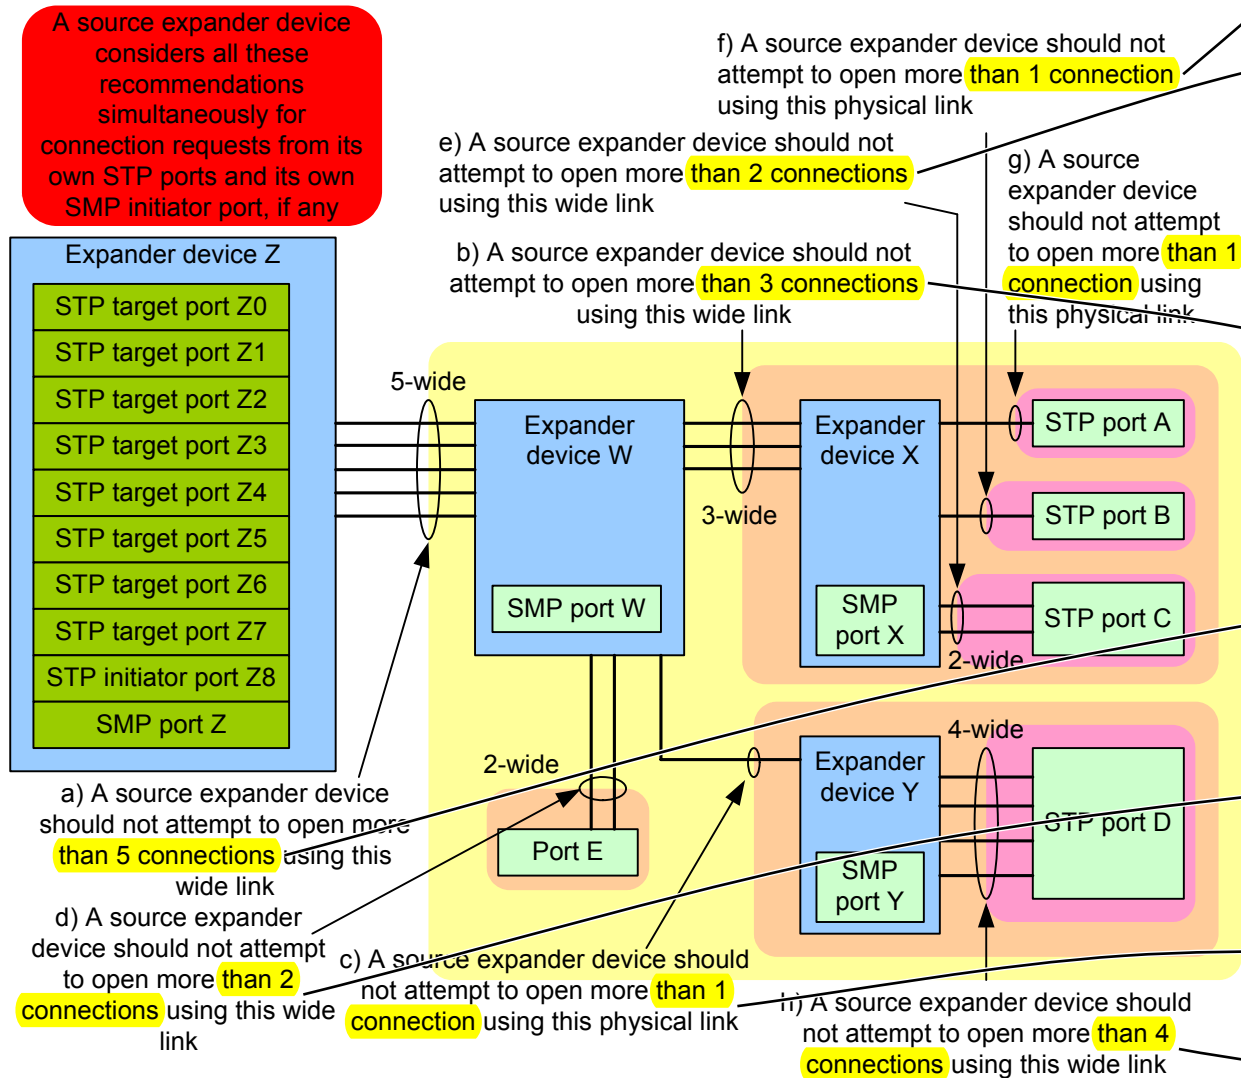 A source expander device
considers all these
recommendations
simultaneously for
connection requests from its
own STP ports and its own
SMP initiator port, if any
f) A source expander device should not
attempt to open more than 1 connection
using this physical link
e) A source expander device should not
attempt to open more than 2 connections
using this wide link
g) A source
expander device
should not attempt
to open more than 1
connection using
this physical link
b) A source expander device should not
attempt to open more than 3 connections
using this wide link
Expander device Z
STP target port Z0
STP target port Z1
STP target port Z2
STP target port Z3
STP target port Z4
STP target port Z5
STP target port Z6
STP target port Z7
STP initiator port Z8
SMP port Z
5-wide
Expander
device W
SMP port W
3-wide
Expander
device X
SMP
port X
STP port A
STP port B
STP port C
2-wide
2-wide
Port E
Expander
device Y
SMP
port Y
4-wide
STP port D
a) A source expander device
should not attempt to open more
than 5 connections using this
wide link
d) A source expander
device should not attempt
to open more than 2
connections using this wide
link
c) A source expander device should
not attempt to open more than 1
connection using this physical link
h) A source expander device should
not attempt to open more than 4
connections using this wide link